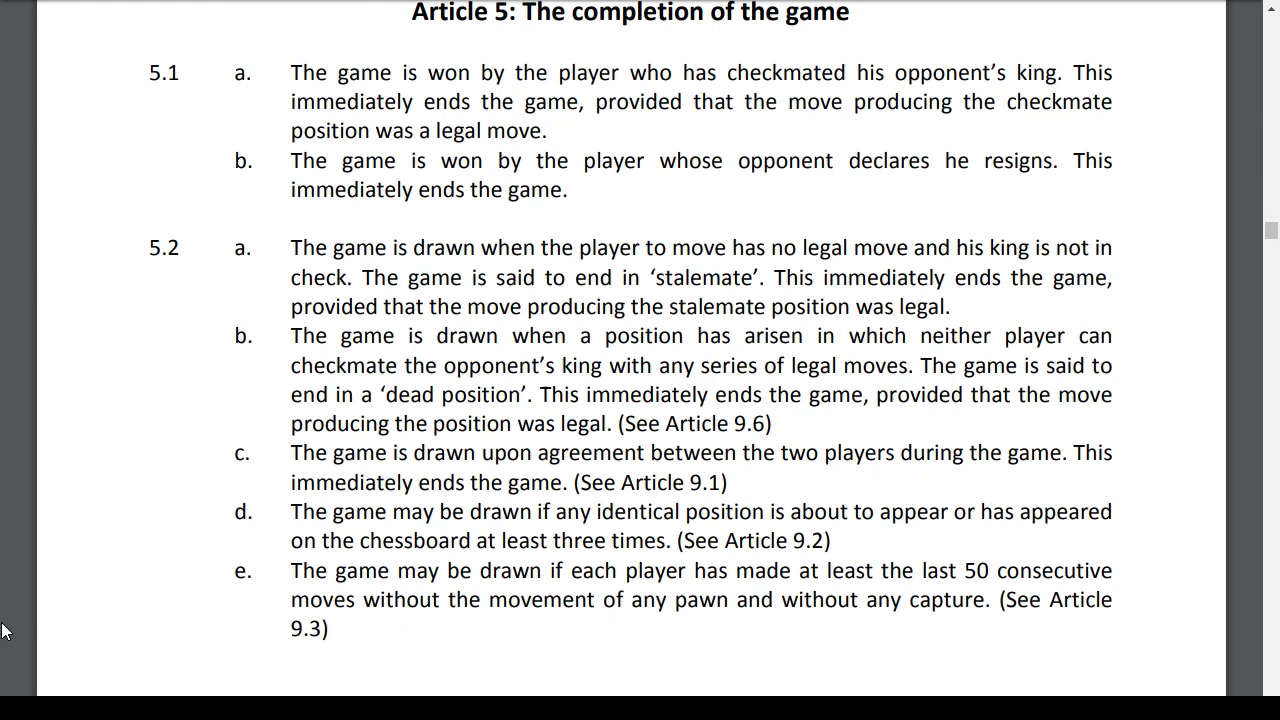 Article 5: The completion of the game
5.1 a. The game is won by the player who has checkmated his opponent’s king. This
immediately ends the game, provided that the move producing the checkmate
position was a legal move.
b. The game is won by the player whose opponent declares he resigns. This
immediately ends the game.
5.2 a. The game is drawn when the player to move has no legal move and his king is not in
check. The game is said to end in ‘stalemate’. This immediately ends the game,
provided that the move producing the stalemate position was legal.
b. The game is drawn when a position has arisen in which neither player can
checkmate the opponent’s king with any series of legal moves. The game is said to
end in a ‘dead position’. This immediately ends the game, provided that the move
producing the position was legal. (See Article 9.6)
c. The game is drawn upon agreement between the two players during the game. This
immediately ends the game. (See Article 9.1)
d. The game may be drawn if any identical position is about to appear or has appeared
on the chessboard at least three times. (See Article 9.2)
e. The game may be drawn if each player has made at least the last 50 consecutive
moves without the movement of any pawn and without any capture. (See Article
9.3)